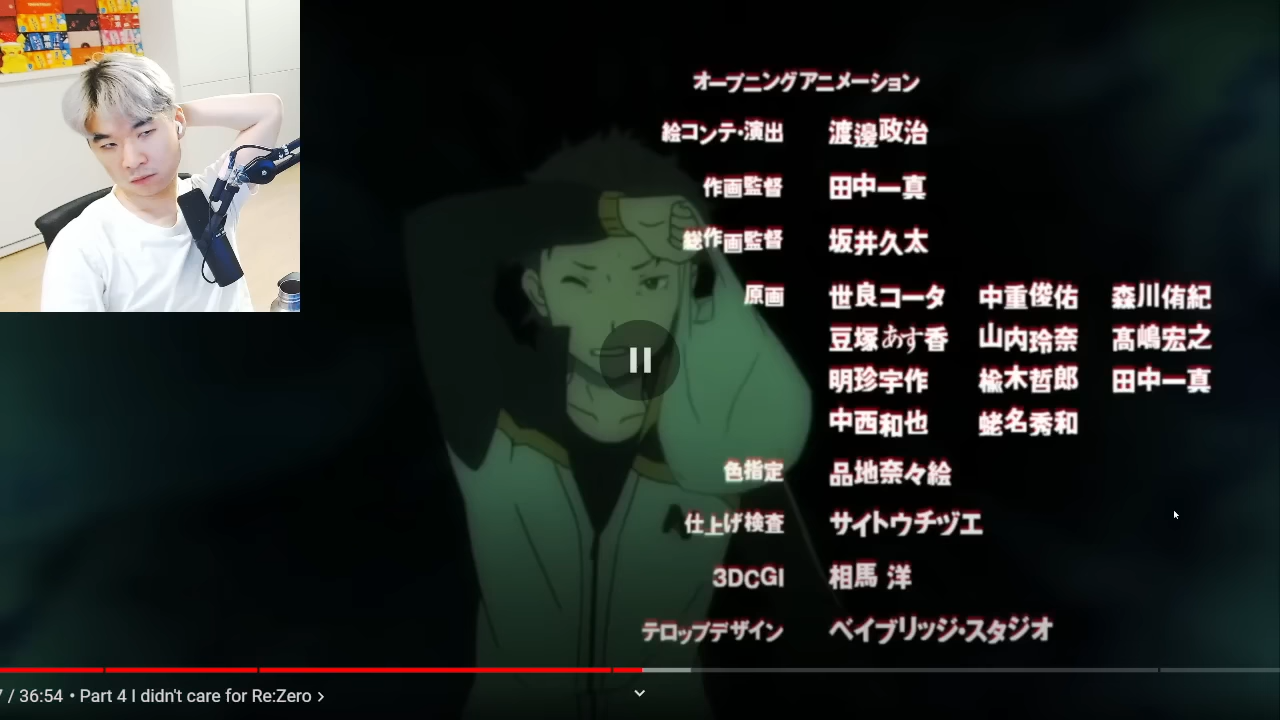 オープニングアニメーション
絵コンテ・演出 渡邊政治
作画監督 田中一真
総作画監督 坂井久太
原画 世良コータ 中重俊祐 森川侑紀
豆塚あす香 山内玲奈 髙嶋宏之
明珍宇作 楡木哲郎 田中一真
中西和也 蛯名秀和
色指定 品地奈々絵
仕上げ検査 サイトウチヅエ
3DCGI 相馬 洋
テロップデザイン ベイブリッジ・スタジオ
/ 36:54 • Part 4 I didn't care for Re:Zero >